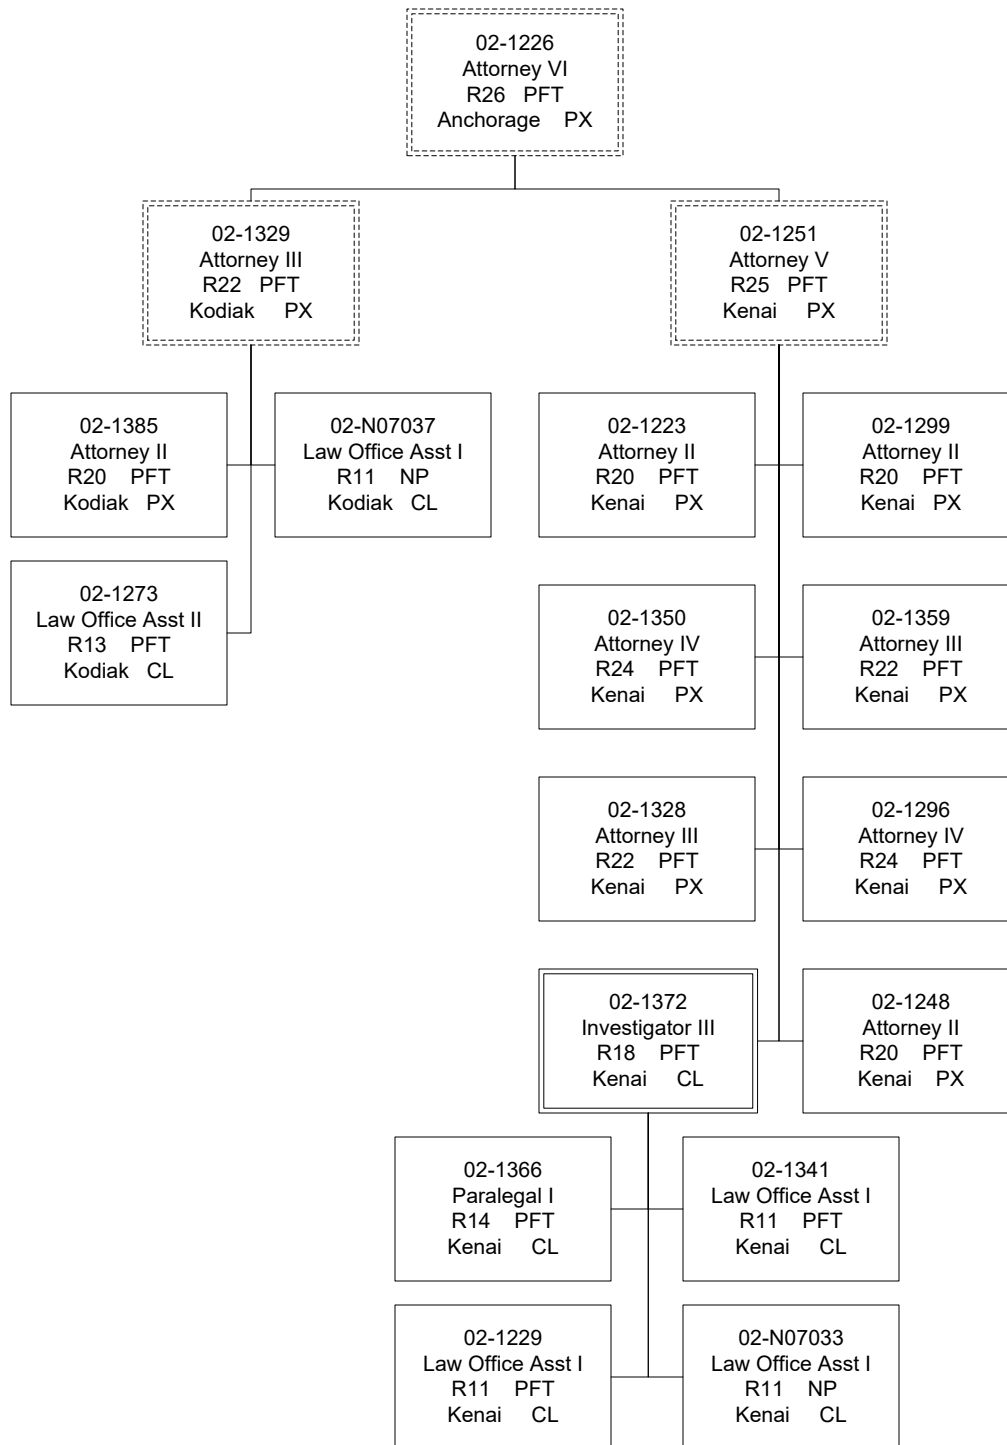 02-1226
Attorney VI
R26 PFT
Anchorage PX
02-1329
Attorney III
R22 PFT
Kodiak PX
02-1251
Attorney V
R25 PFT
Kenai PX
02-1385
Attorney II
R20 PFT
Kodiak PX
02-N07037
Law Office Asst I
R11 NP
Kodiak CL
02-1223
Attorney II
R20 PFT
Kenai PX
02-1299
Attorney II
R20 PFT
Kenai PX
02-1273
Law Office Asst II
R13 PFT
Kodiak CL
02-1350
Attorney IV
R24 PFT
Kenai PX
02-1359
Attorney III
R22 PFT
Kenai PX
02-1328
Attorney III
R22 PFT
Kenai PX
02-1296
Attorney IV
R24 PFT
Kenai PX
02-1372
Investigator III
R18 PFT
Kenai CL
02-1248
Attorney II
R20 PFT
Kenai PX
02-1366
Paralegal I
R14 PFT
Kenai CL
02-1341
Law Office Asst I
R11 PFT
Kenai CL
02-1229
Law Office Asst I
R11 PFT
Kenai CL
02-N07033
Law Office Asst I
R11 NP
Kenai CL